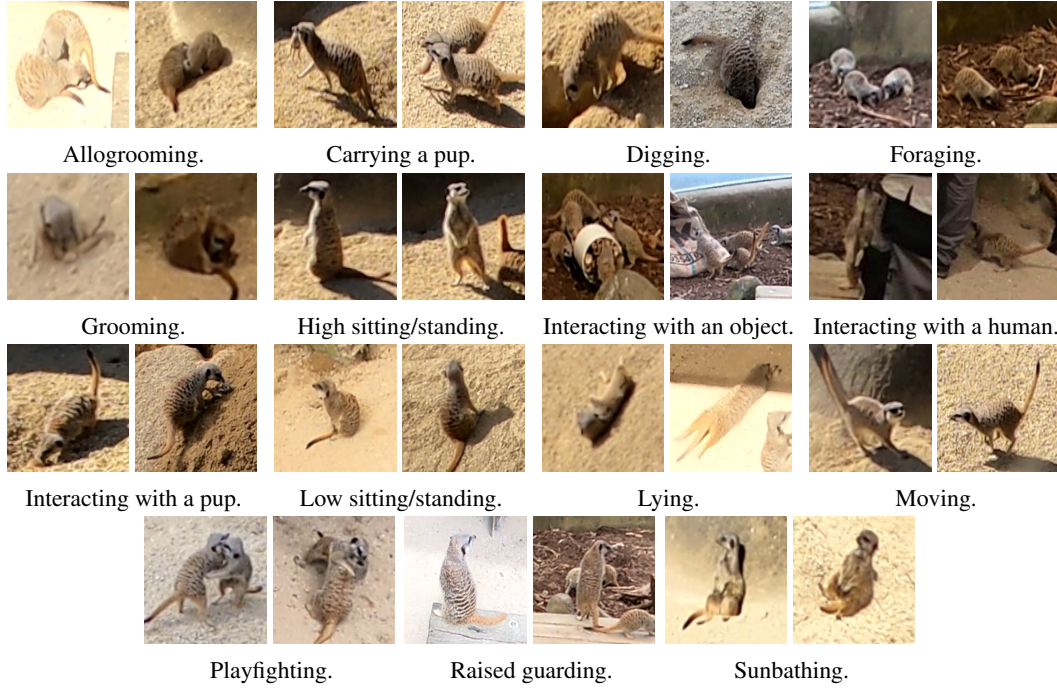 Allogrooming.
Carrying a pup.
Digging.
Foraging.
Grooming.
High sitting/standing.
Interacting with an object.
Interacting with a human.
Interacting with a pup.
Low sitting/standing.
Lying.
Moving.
Playfighting.
Raised guarding.
Sunbathing.